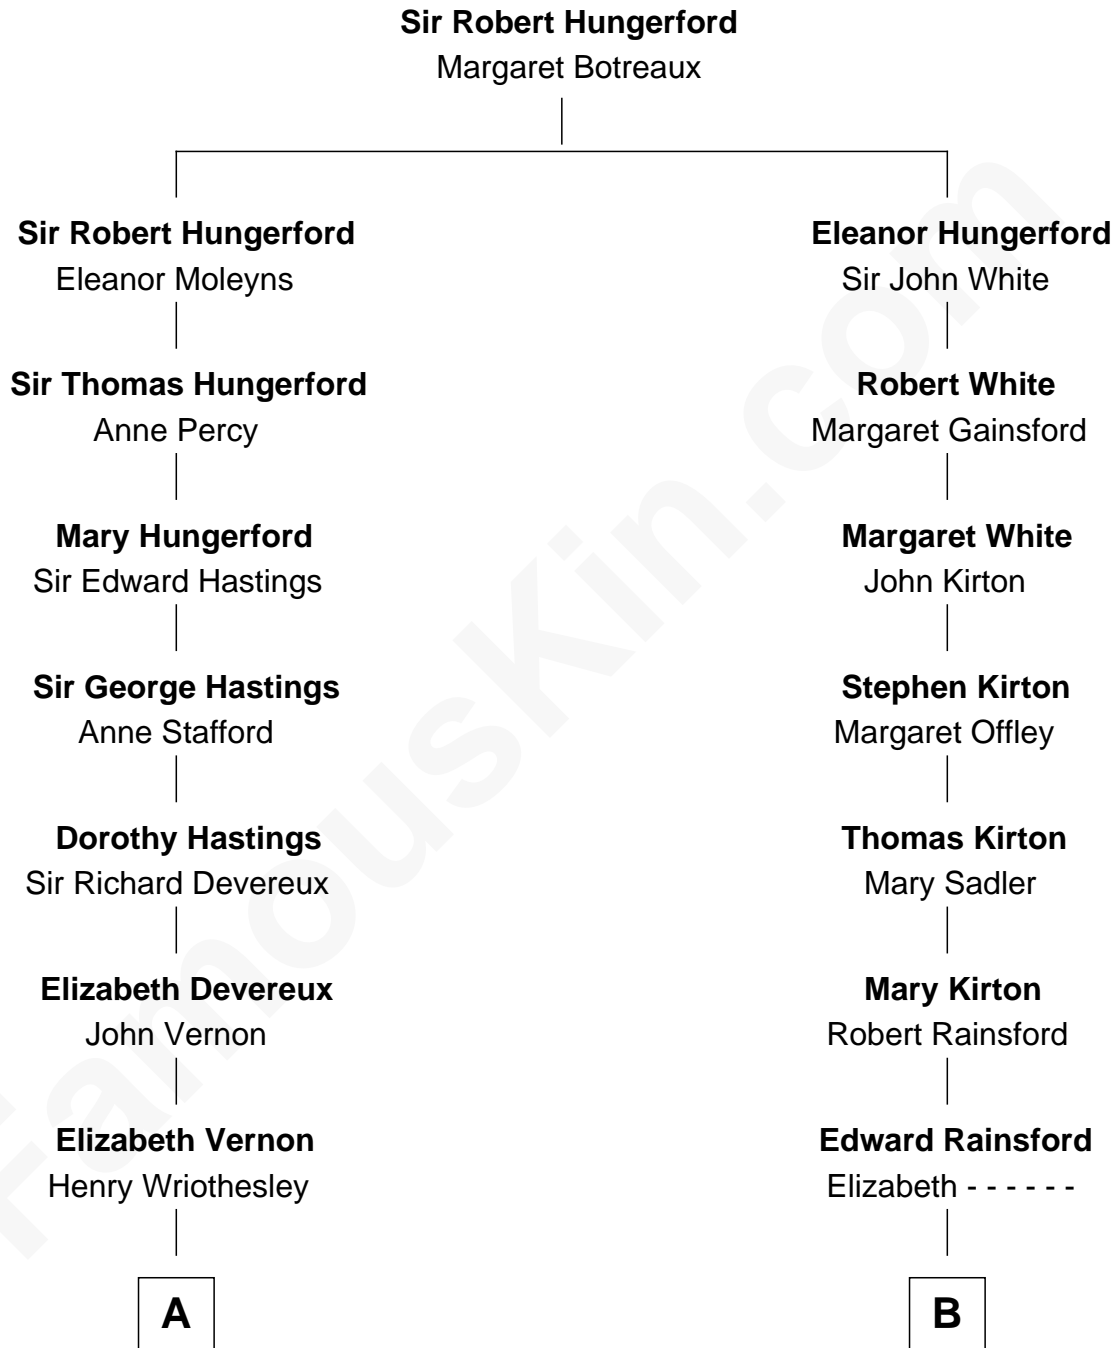 Sir Robert Hungerford
Margaret Botreaux
Sir Robert Hungerford
Eleanor Moleyns
Sir Thomas Hungerford
Anne Percy
Mary Hungerford
Sir Edward Hastings
Sir George Hastings
Anne Stafford
Dorothy Hastings
Sir Richard Devereux
Elizabeth Devereux
John Vernon
Elizabeth Vernon
Henry Wriothesley
A
Eleanor Hungerford
Sir John White
Robert White
Margaret Gainsford
Margaret White
John Kirton
Stephen Kirton
Margaret Offley
Thomas Kirton
Mary Sadler
Mary Kirton
Robert Rainsford
Edward Rainsford
Elizabeth - - - - - -
B
FamousKin.com